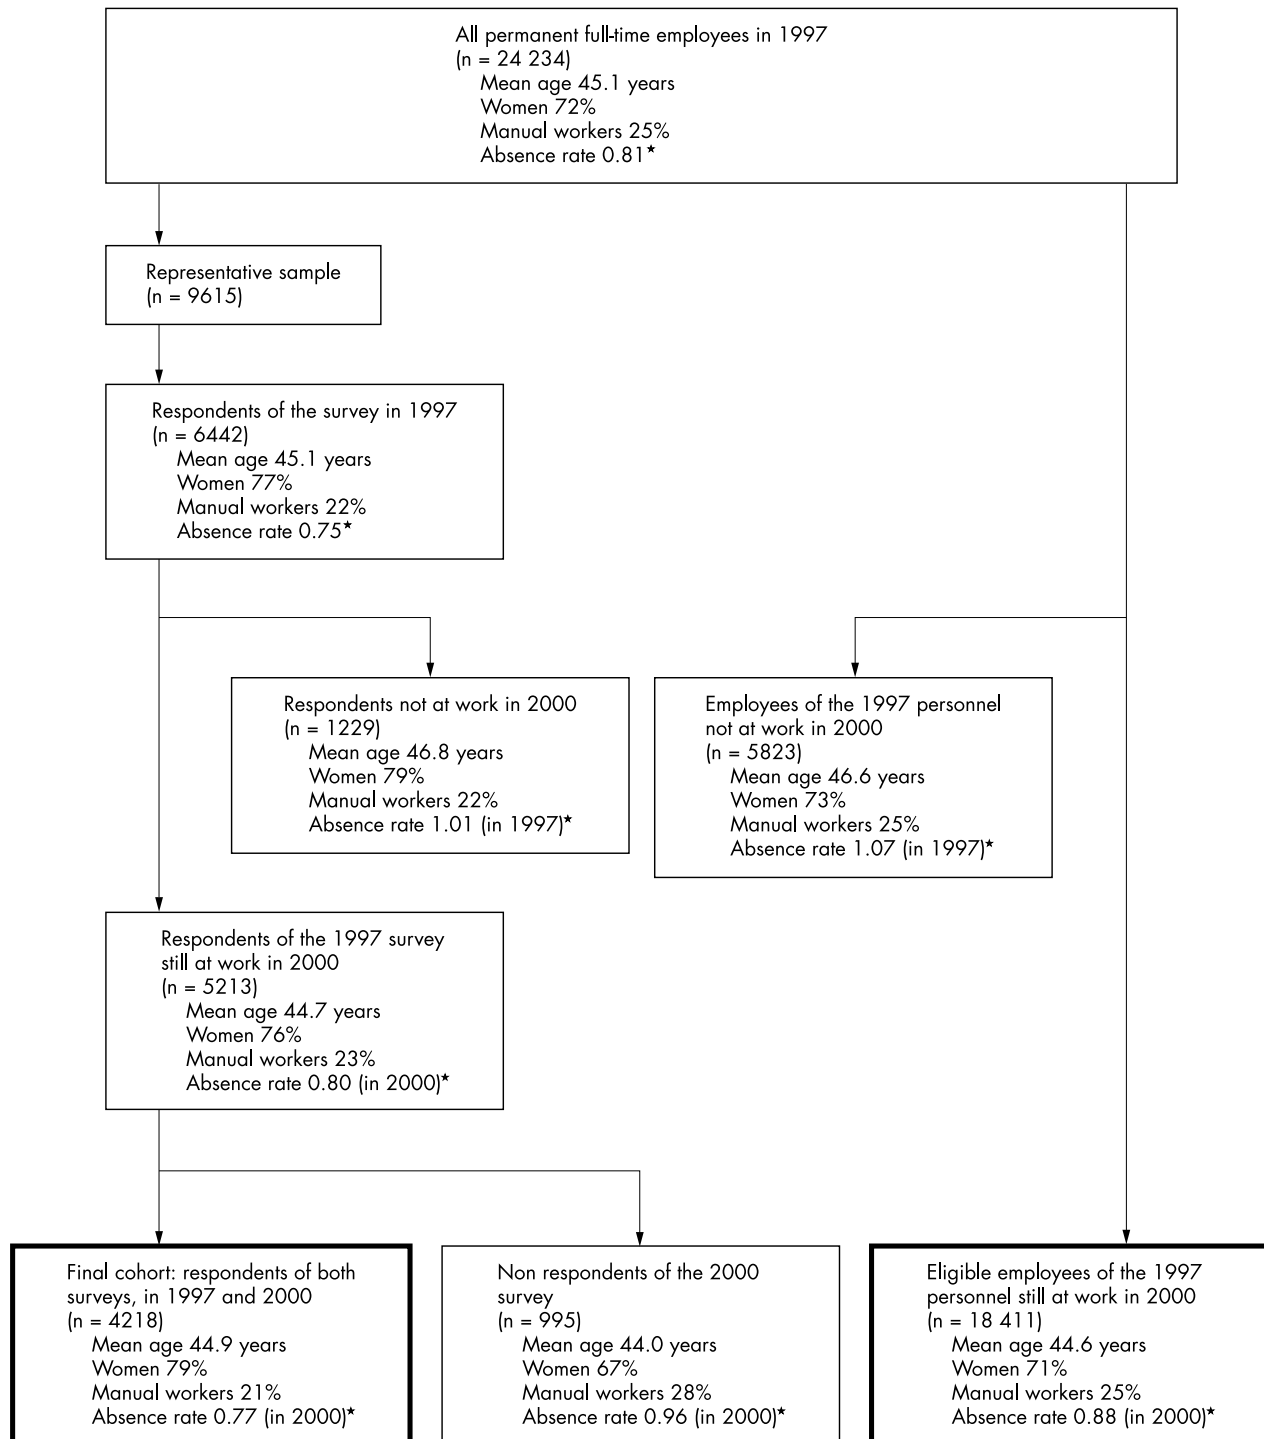 All permanent full-time employees in 1997
(n = 24 234)
Mean age 45.1 years
Women 72%
Manual workers 25%
Absence rate 0.81★
Representative sample
(n = 9615)
Respondents of the survey in 1997
(n = 6442)
Mean age 45.1 years
Women 77%
Manual workers 22%
Absence rate 0.75★
Respondents not at work in 2000
(n = 1229)
Mean age 46.8 years
Women 79%
Manual workers 22%
Absence rate 1.01 (in 1997)★
Employees of the 1997 personnel
not at work in 2000
(n = 5823)
Mean age 46.6 years
Women 73%
Manual workers 25%
Absence rate 1.07 (in 1997)★
Respondents of the 1997 survey
still at work in 2000
(n = 5213)
Mean age 44.7 years
Women 76%
Manual workers 23%
Absence rate 0.80 (in 2000)★
Final cohort: respondents of both
surveys, in 1997 and 2000
(n = 4218)
Mean age 44.9 years
Women 79%
Manual workers 21%
Absence rate 0.77 (in 2000)★
Non respondents of the 2000
survey
(n = 995)
Mean age 44.0 years
Women 67%
Manual workers 28%
Absence rate 0.96 (in 2000)★
Eligible employees of the 1997
personnel still at work in 2000
(n = 18 411)
Mean age 44.6 years
Women 71%
Manual workers 25%
Absence rate 0.88 (in 2000)★